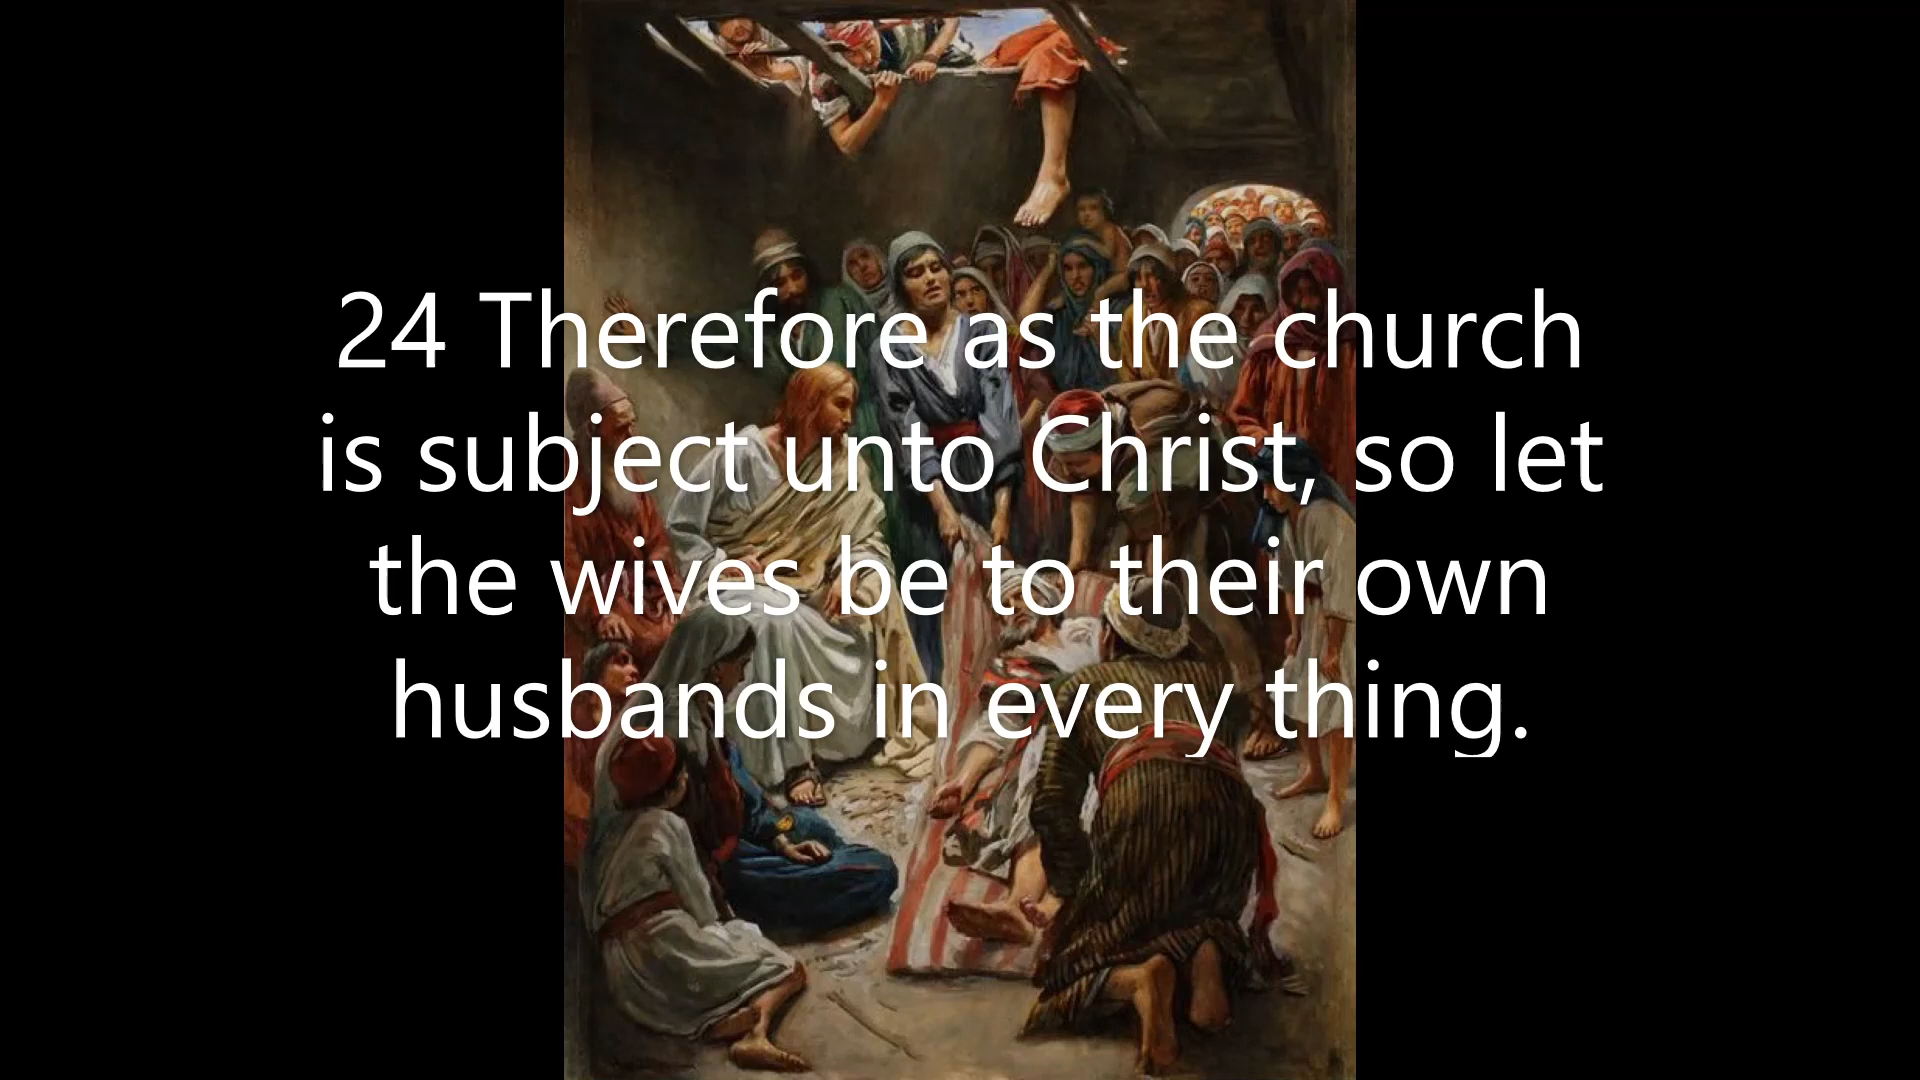 24 Therefore as the church
is subject unto Christ, so let
the wives be to their own
husbands in every thing.